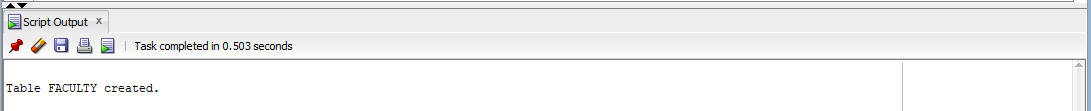 Script Output x
Task completed in 0.503 seconds
Table FACULTY created.